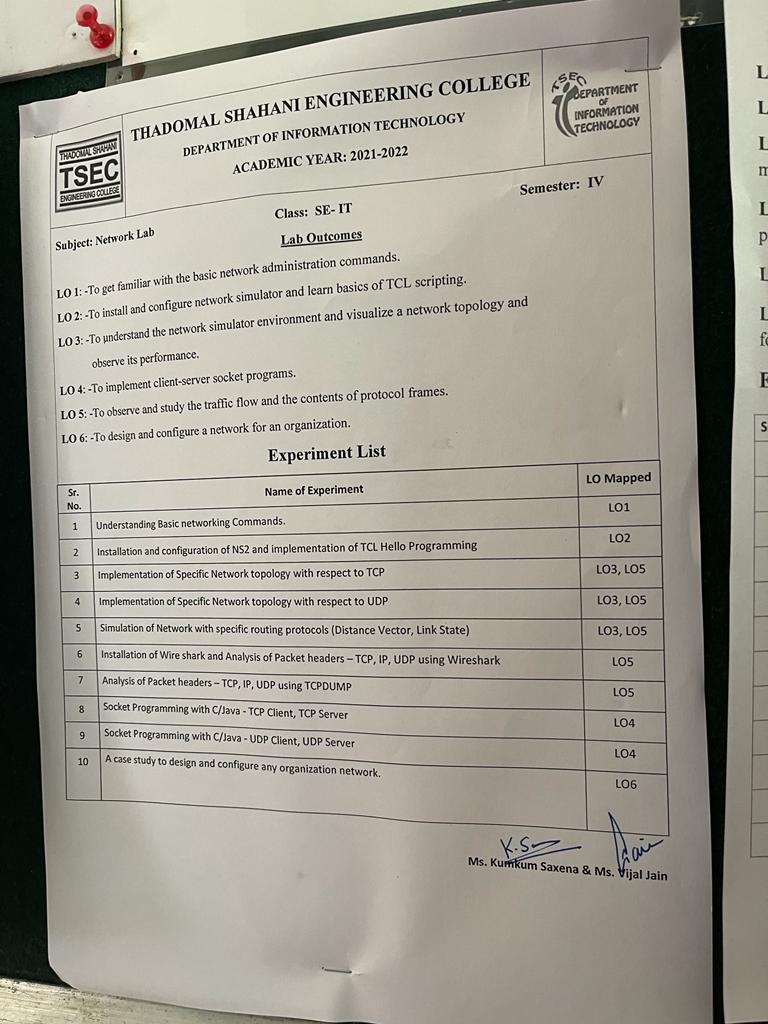 THADOMAL SHAHANI ENGINEERING COLLEGE
DEPARTMENT OF INFORMATION TECHNOLOGY
ACADEMIC YEAR: 2021-2022
THADOMAL SHAHANI
TSEC
ENGINEERING COLLEGE
TSEC
DEPARTMENT
OF
INFORMATION
TECHNOLOGY
Semester: IV
Class: SE- IT
Subject: Network Lab
Lab Outcomes
LO 1: -To get familiar with the basic network administration commands.
LO 2: -To install and configure network simulator and learn basics of TCL scripting.
LO 3: -To understand the network simulator environment and visualize a network topology and
observe its performance.
LO 4: -To implement client-server socket programs.
LO 5: -To observe and study the traffic flow and the contents of protocol frames.
LO 6: -To design and configure a network for an organization.
Experiment List
Sr. No. Name of Experiment LO Mapped
1 Understanding Basic networking Commands. LO1
2 Installation and configuration of NS2 and implementation of TCL Hello Programming LO2
3 Implementation of Specific Network topology with respect to TCP LO3, LO5
4 Implementation of Specific Network topology with respect to UDP LO3, LO5
5 Simulation of Network with specific routing protocols (Distance Vector, Link State) LO3, LO5
6 Installation of Wire shark and Analysis of Packet headers – TCP, IP, UDP using Wireshark LO5
7 Analysis of Packet headers – TCP, IP, UDP using TCPDUMP LO5
8 Socket Programming with C/Java - TCP Client, TCP Server LO4
9 Socket Programming with C/Java - UDP Client, UDP Server LO4
10 A case study to design and configure any organization network. LO6
Ms. Kumkum Saxena & Ms. Vijal Jain